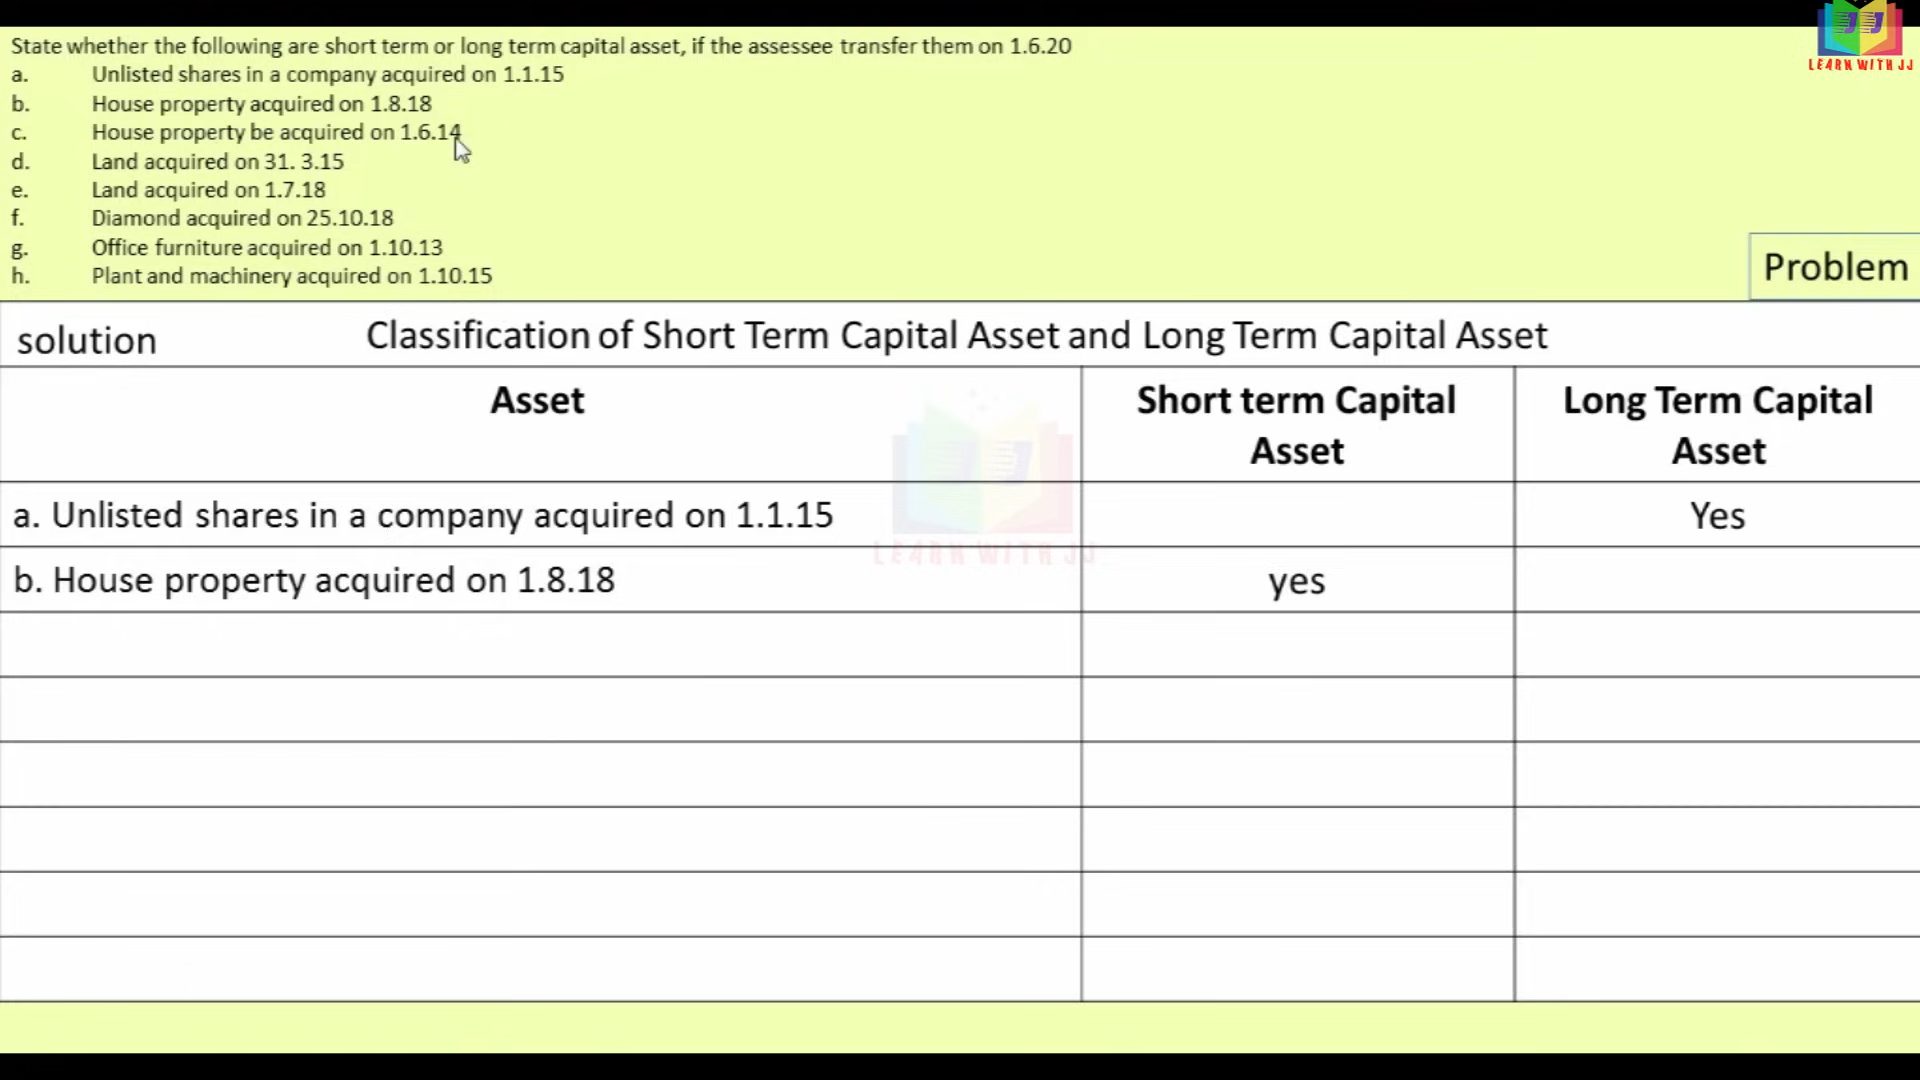 State whether the following are short term or long term capital asset, if the assessee transfer them on 1.6.20
a. Unlisted shares in a company acquired on 1.1.15
b. House property acquired on 1.8.18
c. House property be acquired on 1.6.14
d. Land acquired on 31. 3.15
e. Land acquired on 1.7.18
f. Diamond acquired on 25.10.18
g. Office furniture acquired on 1.10.13
h. Plant and machinery acquired on 1.10.15
LEARN WITH JJ
Problem
solution Classification of Short Term Capital Asset and Long Term Capital Asset
Asset
Short term Capital
Asset
Long Term Capital
Asset
a. Unlisted shares in a company acquired on 1.1.15 Yes
LEARN WITH JJ
b. House property acquired on 1.8.18 yes